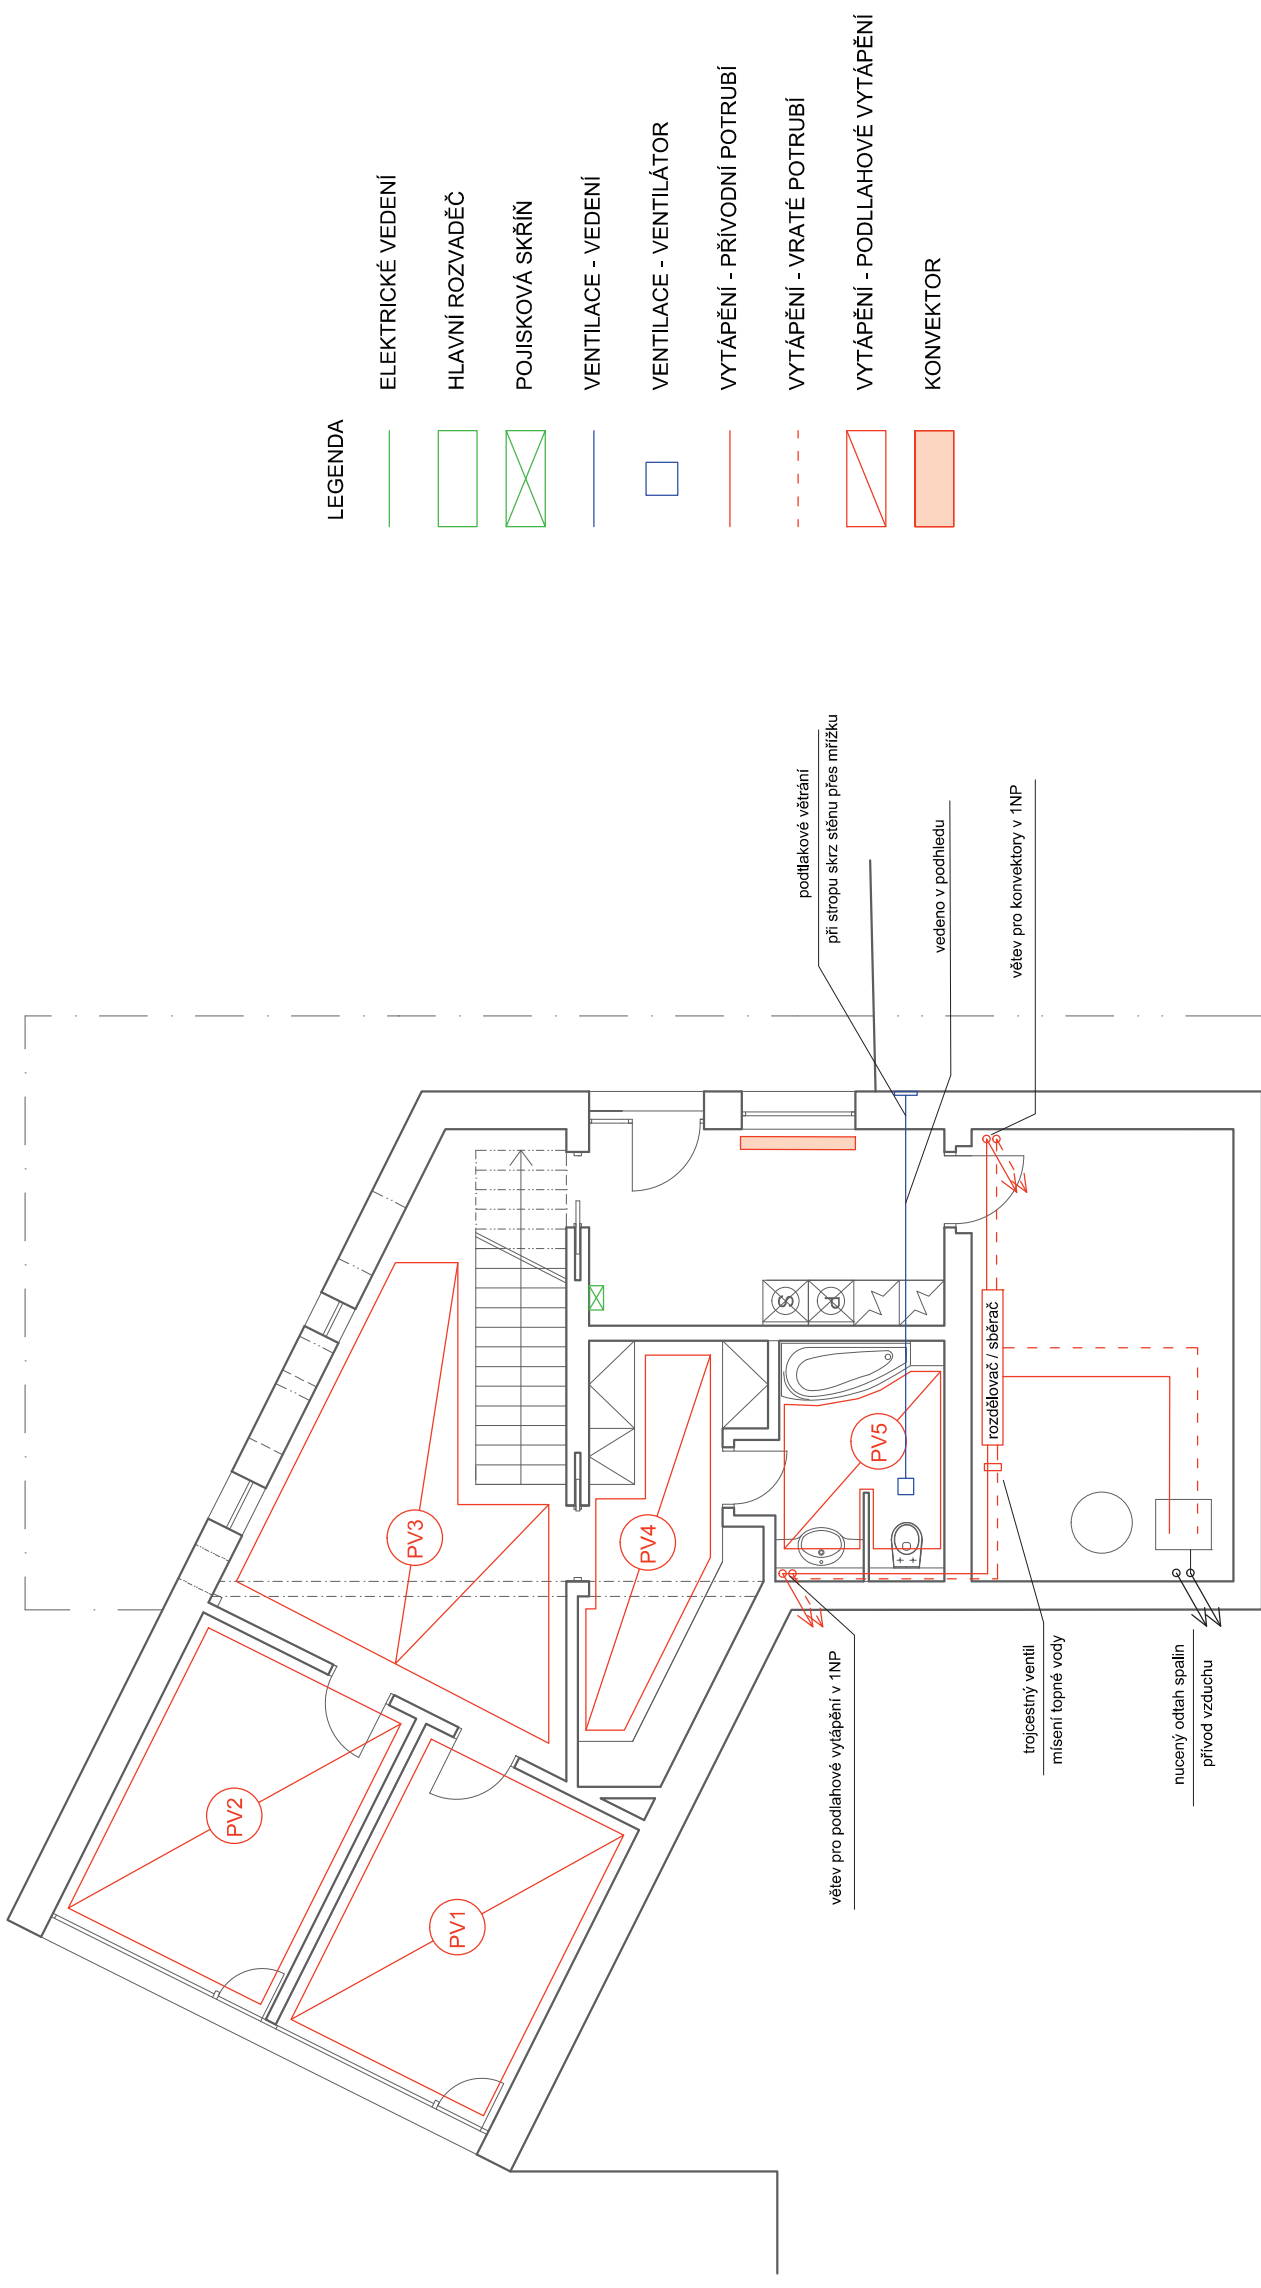 LEGENDA
ELEKTRICKÉ VEDENÍ
HLAVNÍ ROZVADĚČ
POJISKOVÁ SKŘÍŇ
VENTILACE - VEDENÍ
VENTILACE - VENTILÁTOR
VYTÁPĚNÍ - PŘÍVODNÍ POTRUBÍ
VYTÁPĚNÍ - VRATÉ POTRUBÍ
VYTÁPĚNÍ - PODLLAHOVÉ VYTÁPĚNÍ
KONVEKTOR
podtlakové větrání
při stropu skrz stěnu přes mřížku
vedeno v podhledu
větev pro konvektory v 1NP
PV2
PV1
PV3
PV4
PV5
S
P
rozdělovač / sběrač
větev pro podlahové vytápění v 1NP
trojcestný ventil
mísení topné vody
nucený odtah spalin
přívod vzduchu